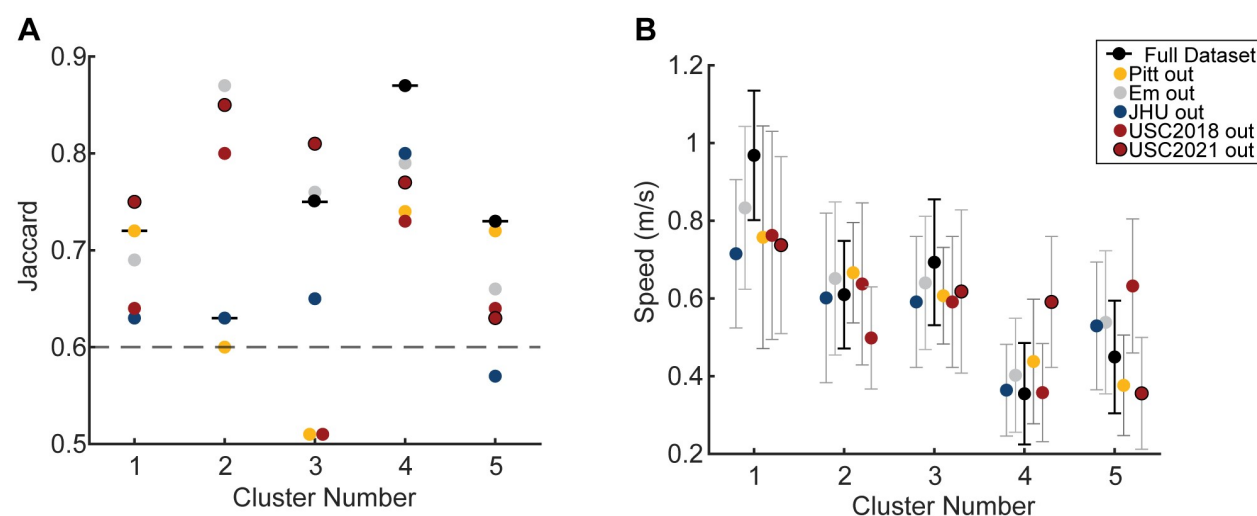 A
Jaccard
0.9
0.8
0.7
0.6
0.5
1 2 3 4 5
Cluster Number
B
Speed (m/s)
1.2
1
0.8
0.6
0.4
0.2
1 2 3 4 5
Cluster Number
Full Dataset
Pitt out
Em out
JHU out
USC2018 out
USC2021 out